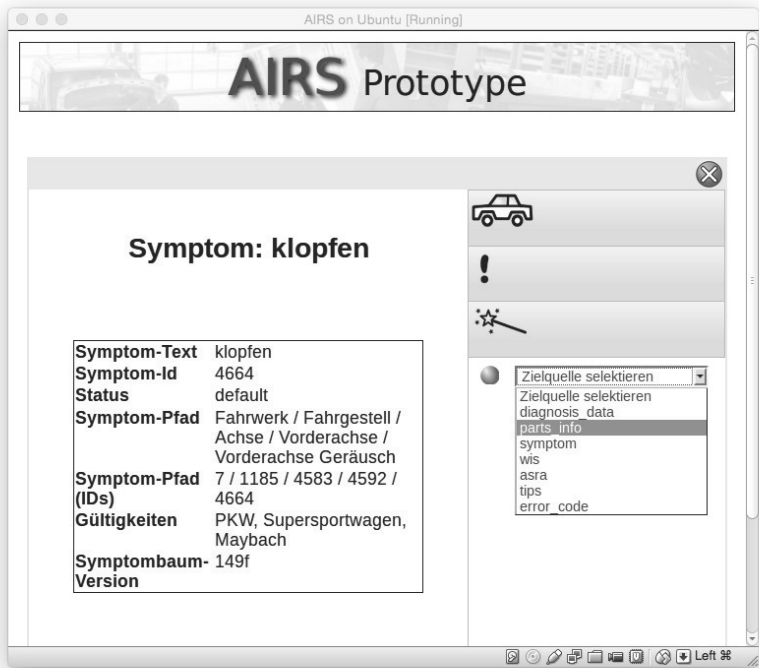 AIRS on Ubuntu [Running]
AIRS Prototype
Symptom: klopfen
Symptom-Text klopfen
Symptom-Id 4664
Status default
Symptom-Pfad Fahrwerk / Fahrgestell /
Achse / Vorderachse /
Vorderachse Geräusch
Symptom-Pfad 7 / 1185 / 4583 / 4592 /
(IDs) 4664
Gültigkeiten PKW, Supersportwagen,
Maybach
Symptombaum- 149f
Version
!
Zielquelle selektieren
Zielquelle selektieren
diagnosis_data
parts_info
symptom
wis
asra
tips
error_code
Left ⌘